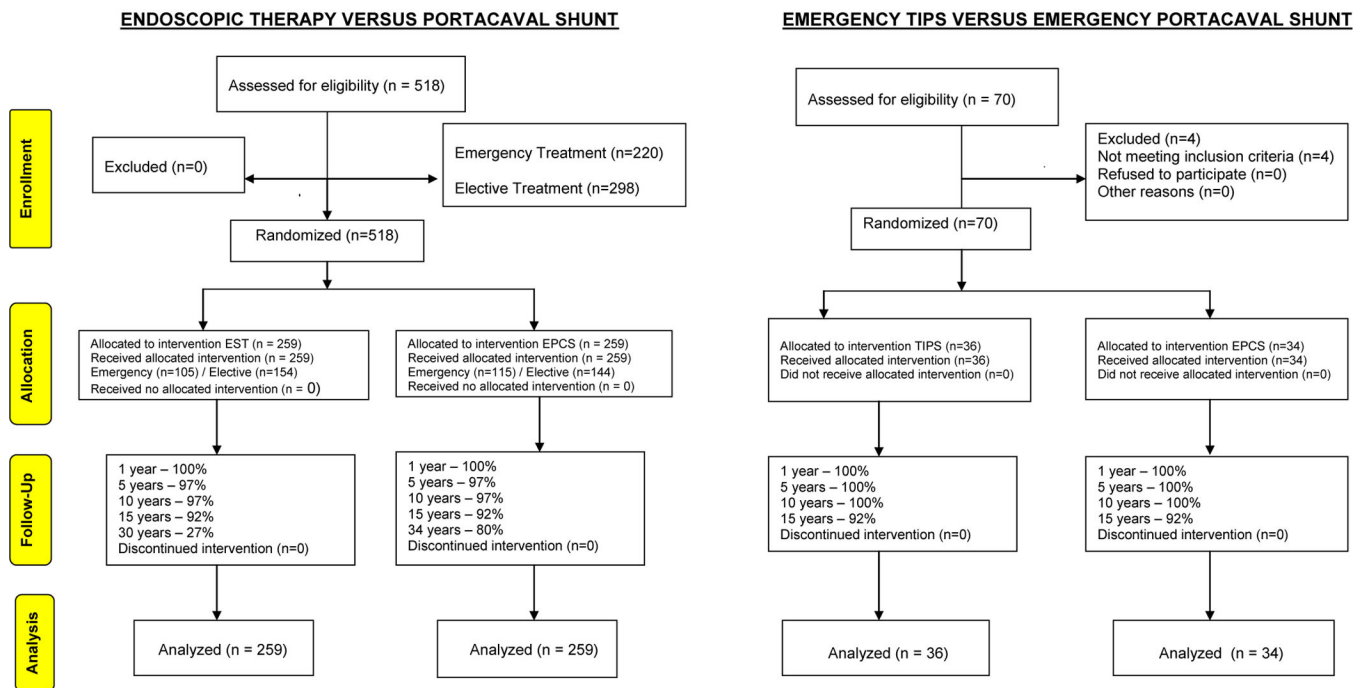 ENDOSCOPIC THERAPY VERSUS PORTACAVAL SHUNT
Assessed for eligibility (n = 518)
Enrollment
Excluded (n=0)
Emergency Treatment (n=220)
Elective Treatment (n=298)
Randomized (n=518)
Allocation
Allocated to intervention EST (n = 259)
Received allocated intervention (n = 259)
Emergency (n=105) / Elective (n=154)
Received no allocated intervention (n = 0)
Allocated to intervention EPCS (n = 259)
Received allocated intervention (n = 259)
Emergency (n=115) / Elective (n=144)
Received no allocated intervention (n = 0)
Follow-Up
1 year – 100%
5 years – 97%
10 years – 97%
15 years – 92%
30 years – 27%
Discontinued intervention (n=0)
1 year – 100%
5 years – 97%
10 years – 97%
15 years – 92%
34 years – 80%
Discontinued intervention (n=0)
Analysis
Analyzed (n = 259)
Analyzed (n = 259)
EMERGENCY TIPS VERSUS EMERGENCY PORTACAVAL SHUNT
Assessed for eligibility (n = 70)
Excluded (n=4)
Not meeting inclusion criteria (n=4)
Refused to participate (n=0)
Other reasons (n=0)
Randomized (n=70)
Allocated to intervention TIPS (n=36)
Received allocated intervention (n=36)
Did not receive allocated intervention (n=0)
Allocated to intervention EPCS (n=34)
Received allocated intervention (n=34)
Did not receive allocated intervention (n=0)
1 year – 100%
5 years – 100%
10 years – 100%
15 years – 92%
Discontinued intervention (n=0)
1 year – 100%
5 years – 100%
10 years – 100%
15 years – 92%
Discontinued intervention (n=0)
Analyzed (n = 36)
Analyzed (n = 34)